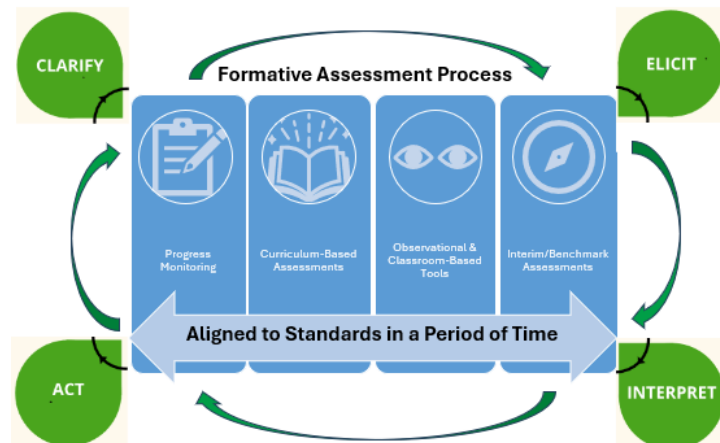 CLARIFY
ELICIT
Formative Assessment Process
Progress
Monitoring
Curriculum-Based
Assessments
Observational &
Classroom-Based
Tools
Interim/Benchmark
Assessments
Aligned to Standards in a Period of Time
ACT
INTERPRET